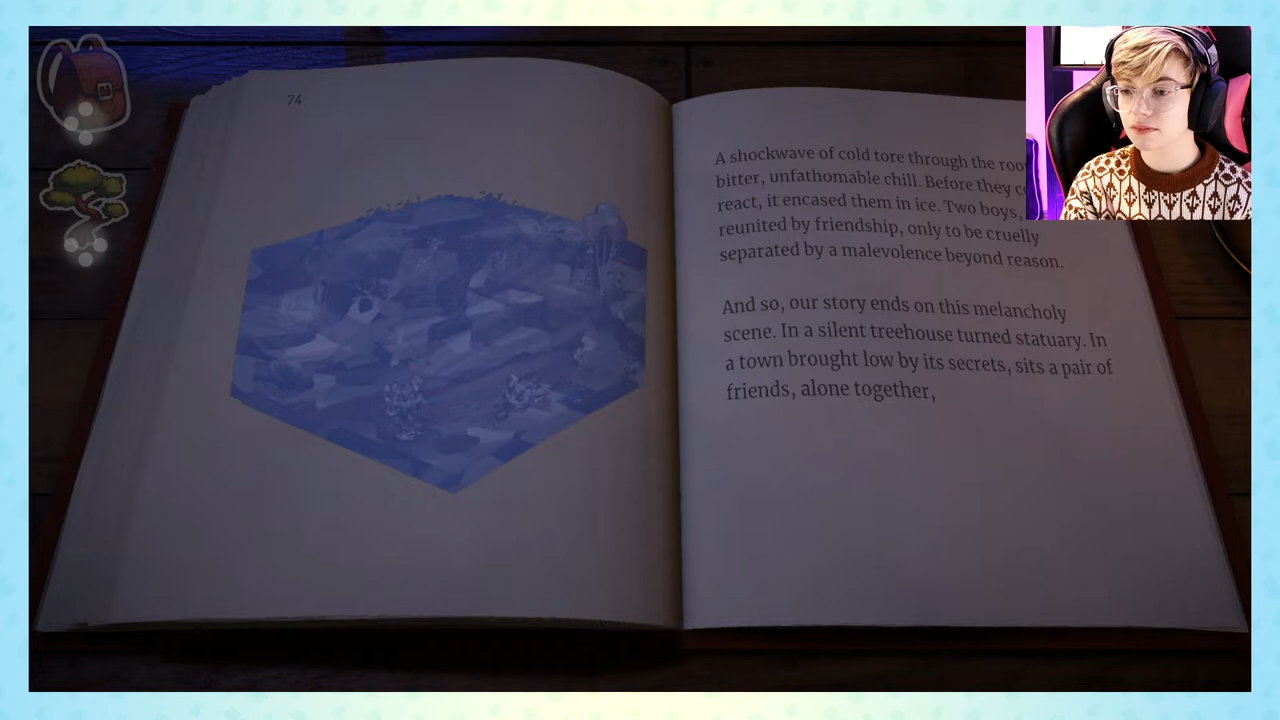 74
A shockwave of cold tore through the
bitter, unfathomable chill. Before they
react, it encased them in ice. Two boys,
reunited by friendship, only to be cruelly
separated by a malevolence beyond reason.
And so, our story ends on this melancholy
scene. In a silent treehouse turned statuary. In
a town brought low by its secrets, sits a pair of
friends, alone together,